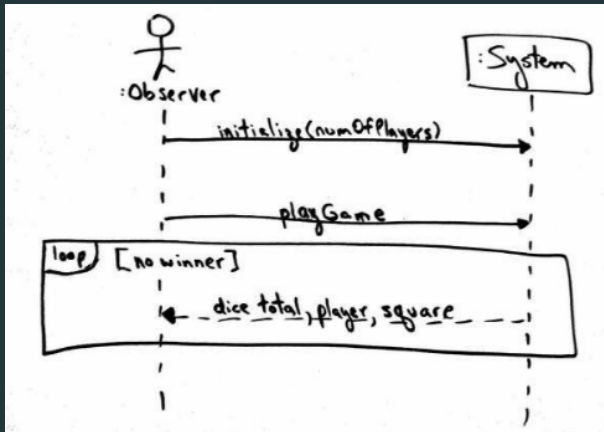 :System
:Observer
initialize(numOfPlayers)
playGame
loop [no winner]
dice total, player, square